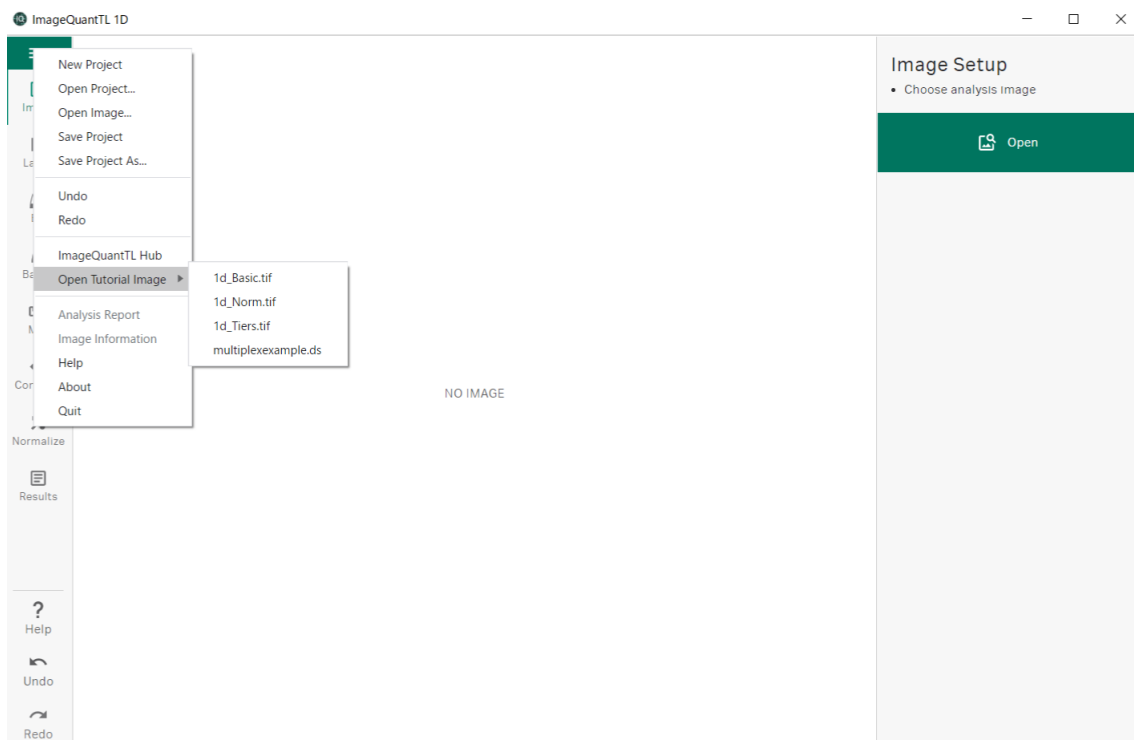 ImageQuantTL 1D
New Project
Open Project...
Open Image...
Save Project
Save Project As...
Undo
Redo
ImageQuantTL Hub
Open Tutorial Image
Analysis Report
Image Information
Help
About
Quit
1d_Basic.tif
1d_Norm.tif
1d_Tiers.tif
multiplexexample.ds
Normalize
Results
Help
Undo
Redo
NO IMAGE
Image Setup
• Choose analysis image
Open